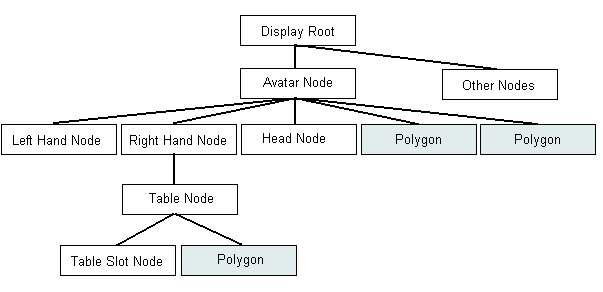 Display Root
Avatar Node
Other Nodes
Left Hand Node
Right Hand Node
Head Node
Polygon
Polygon
Table Node
Table Slot Node
Polygon